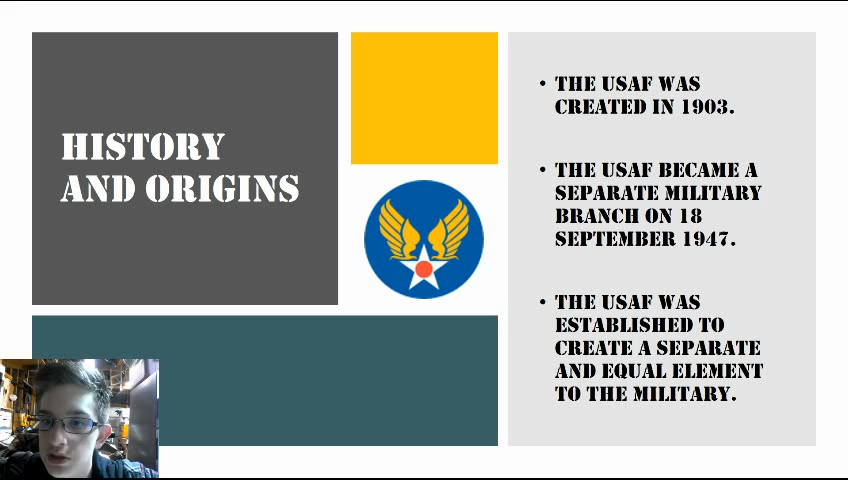 HISTORY
AND ORIGINS
• THE USAF WAS
CREATED IN 1903.
• THE USAF BECAME A
SEPARATE MILITARY
BRANCH ON 18
SEPTEMBER 1947.
• THE USAF WAS
ESTABLISHED TO
CREATE A SEPARATE
AND EQUAL ELEMENT
TO THE MILITARY.